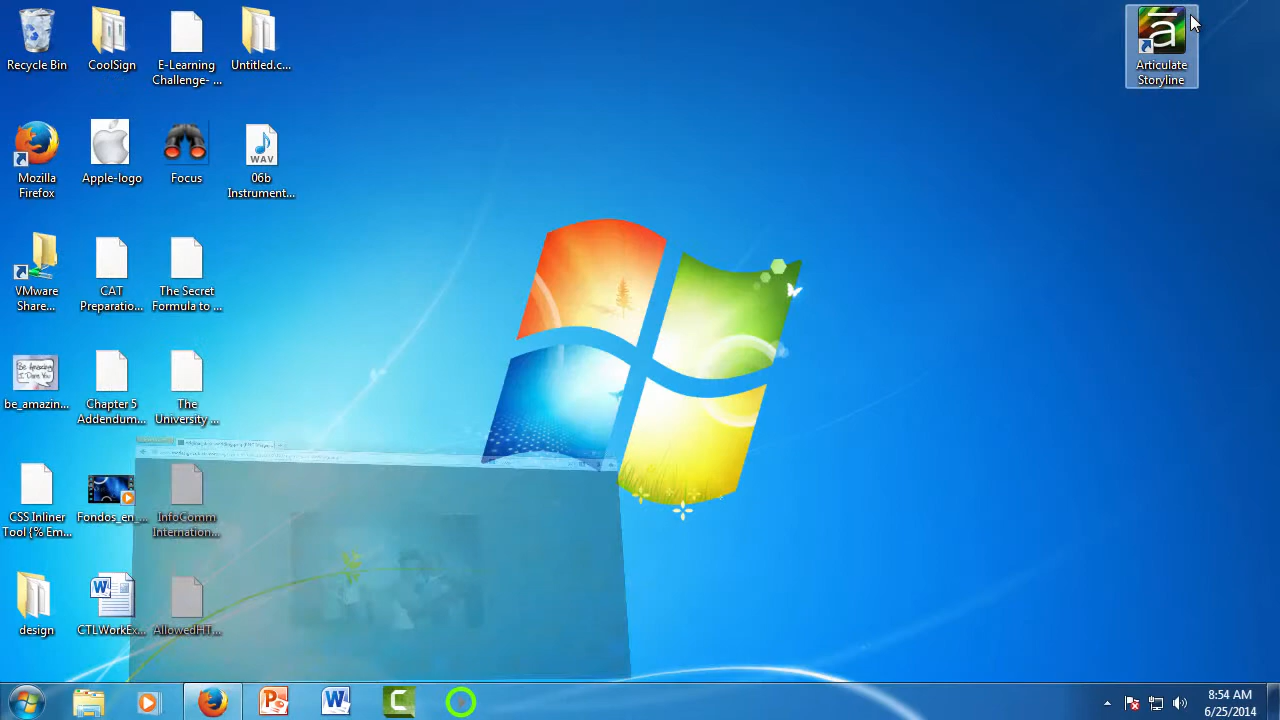 Recycle Bin
CoolSign
E-Learning
Challenge- ...
Untitled.c...
Articulate
Storyline
Mozilla
Firefox
Apple-logo
Focus
WAV
06b
Instrument...
VMware
Share...
CAT
Preparatio...
The Secret
Formula to ...
be_amazin...
Chapter 5
Addendum...
The
University ...
CSS Inliner
Tool {% Em...
Fondos_en_...
InfoComm
Internation...
design
CTLWorkEx...
AllowedHT...
8:54 AM
6/25/2014